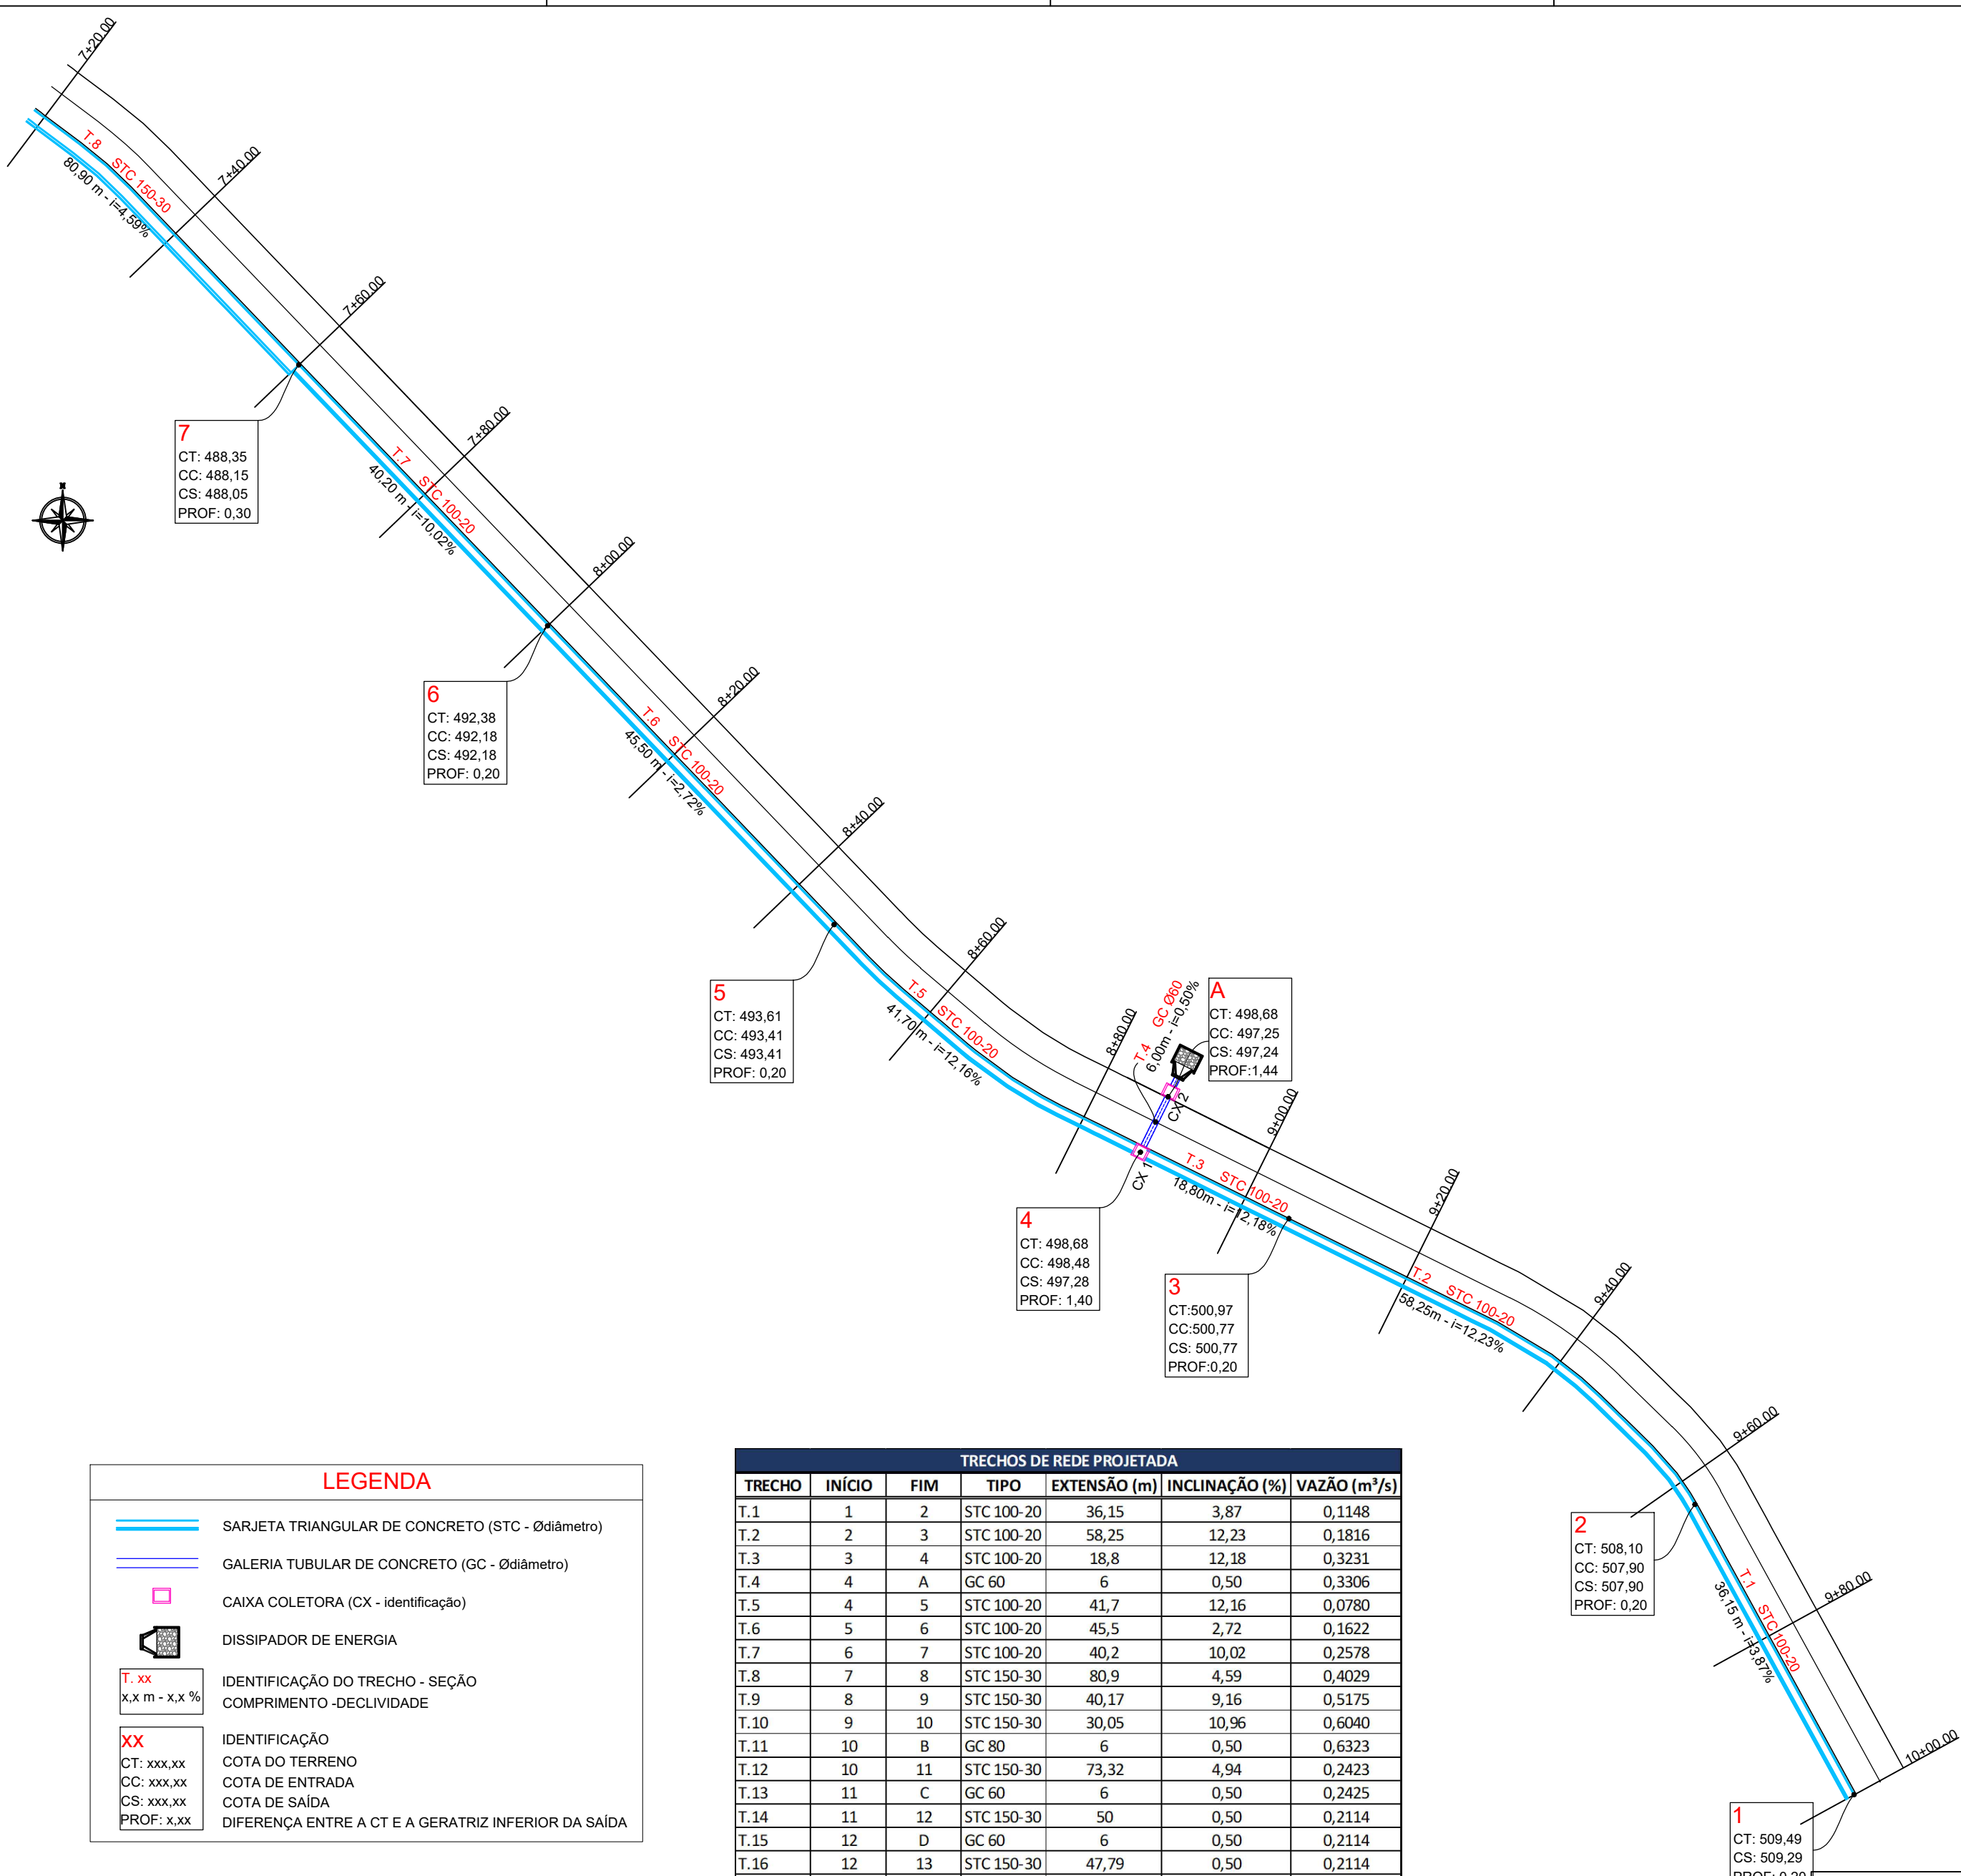 7+20.00
T.8 STC 150-30
80,90 m - i=4,59%
7+40.00
7+60.00
7
CT: 488,35
CC: 488,15
CS: 488,05
PROF: 0,30
7+80.00
T.7 STC 100-20
40,20 m - i=10,02%
N
8+00.00
6
CT: 492,38
CC: 492,18
CS: 492,18
PROF: 0,20
8+20.00
T.6 STC 100-20
45,50 m - i=2,72%
8+40.00
8+60.00
5
CT: 493,61
CC: 493,41
CS: 493,41
PROF: 0,20
T.5 STC 100-20
41,70 m - i=12,16%
8+80.00
T.4 GC Ø60
6,00m - i=0,50%
A
CT: 498,68
CC: 497,25
CS: 497,24
PROF:1,44
CX 2
CX 1
9+00.00
T.3 STC 100-20
18,80m - i=12,18%
4
CT: 498,68
CC: 498,48
CS: 497,28
PROF: 1,40
3
CT:500,97
CC:500,77
CS: 500,77
PROF:0,20
9+20.00
T.2 STC 100-20
58,25m - i=12,23%
9+40.00
9+60.00
2
CT: 508,10
CC: 507,90
CS: 507,90
PROF: 0,20
T.1 STC 100-20
36,15 m - i=3,87%
9+80.00
10+00.00
1
CT: 509,49
CS: 509,29
PROF: 0,20
LEGENDA
SARJETA TRIANGULAR DE CONCRETO (STC - Ødiâmetro)
GALERIA TUBULAR DE CONCRETO (GC - Ødiâmetro)
CAIXA COLETORA (CX - identificação)
DISSIPADOR DE ENERGIA
T. xx IDENTIFICAÇÃO DO TRECHO - SEÇÃO
x,x m - x,x % COMPRIMENTO -DECLIVIDADE
xx IDENTIFICAÇÃO
CT: xxx,xx COTA DO TERRENO
CC: xxx,xx COTA DE ENTRADA
CS: xxx,xx COTA DE SAÍDA
PROF: x,xx DIFERENÇA ENTRE A CT E A GERATRIZ INFERIOR DA SAÍDA
TRECHOS DE REDE PROJETADA
TRECHO INÍCIO FIM TIPO EXTENSÃO (m) INCLINAÇÃO (%) VAZÃO (m³/s)
T.1 1 2 STC 100-20 36,15 3,87 0,1148
T.2 2 3 STC 100-20 58,25 12,23 0,1816
T.3 3 4 STC 100-20 18,8 12,18 0,3231
T.4 4 A GC 60 6 0,50 0,3306
T.5 4 5 STC 100-20 41,7 12,16 0,0780
T.6 5 6 STC 100-20 45,5 2,72 0,1622
T.7 6 7 STC 100-20 40,2 10,02 0,2578
T.8 7 8 STC 150-30 80,9 4,59 0,4029
T.9 8 9 STC 150-30 40,17 9,16 0,5175
T.10 9 10 STC 150-30 30,05 10,96 0,6040
T.11 10 B GC 80 6 0,50 0,6323
T.12 10 11 STC 150-30 73,32 4,94 0,2423
T.13 11 C GC 60 6 0,50 0,2425
T.14 11 12 STC 150-30 50 0,50 0,2114
T.15 12 D GC 60 6 0,50 0,2114
T.16 12 13 STC 150-30 47,79 0,50 0,2114